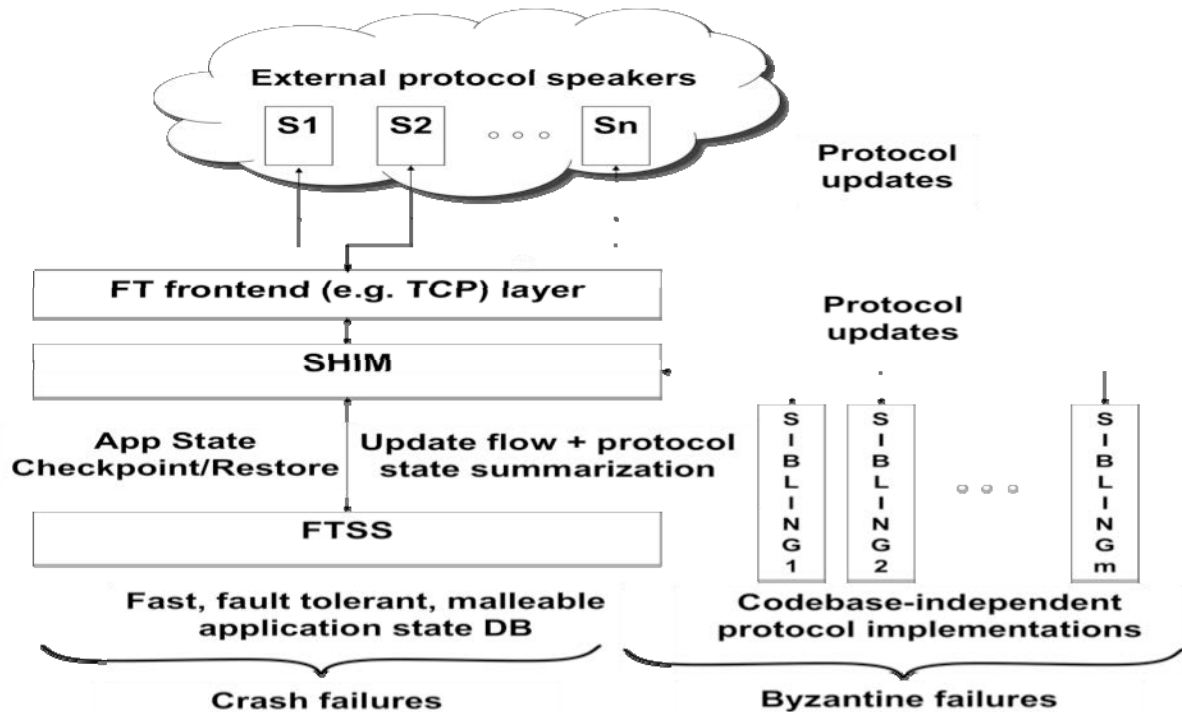 External protocol speakers
S1
S2
Sn
Protocol
updates
FT frontend (e.g. TCP) layer
Protocol
updates
SHIM
App State
Checkpoint/Restore
Update flow + protocol
state summarization
SIBLING1
SIBLING2
SIBLINGm
FTSS
Fast, fault tolerant, malleable
application state DB
Codebase-independent
protocol implementations
Crash failures
Byzantine failures